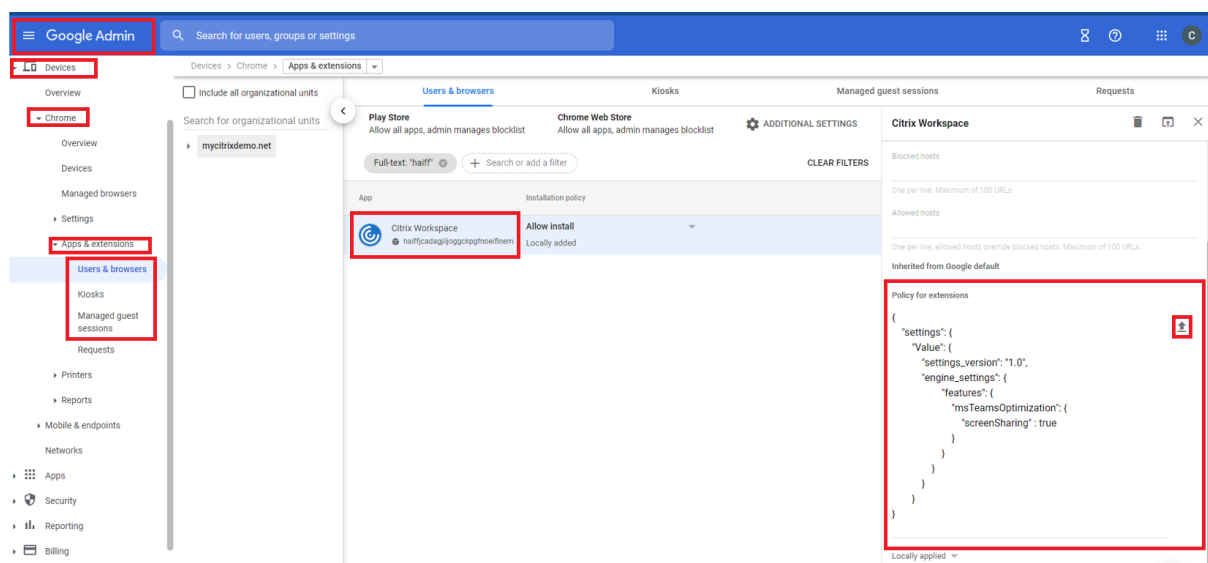 Google Admin
Search for users, groups or settings
C
Devices
Overview
Chrome
Overview
Devices
Managed browsers
Settings
Apps & extensions
Users & browsers
Kiosks
Managed guest
sessions
Requests
Printers
Reports
Mobile & endpoints
Networks
Apps
Security
Reporting
Billing
Devices > Chrome > Apps & extensions
Include all organizational units
Search for organizational units
mycitrixdemo.net
Users & browsers
Kiosks
Managed guest sessions
Requests
Play Store
Allow all apps, admin manages blocklist
Chrome Web Store
Allow all apps, admin manages blocklist
ADDITIONAL SETTINGS
Full-text: "haiff"
Search or add a filter
CLEAR FILTERS
App
Installation policy
Citrix Workspace
haiffjcadagjlijoggckpgfnoeiflnem
Allow install
Locally added
Citrix Workspace
Blocked hosts
One per line. Maximum of 100 URLs.
Allowed hosts
One per line; allowed hosts override blocked hosts. Maximum of 100 URLs.
Inherited from Google default
Policy for extensions
{
"settings": {
"Value": {
"settings_version": "1.0",
"engine_settings": {
"features": {
"msTeamsOptimization": {
"screenSharing" : true
}
}
}
}
}
}
Locally applied